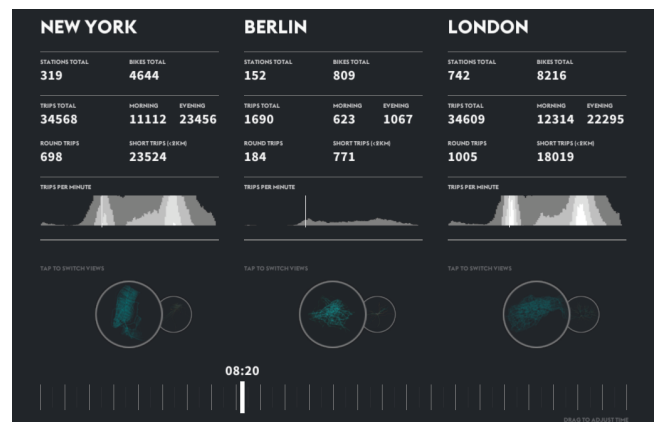 NEW YORK BERLIN LONDON
STATIONS TOTAL BIKES TOTAL STATIONS TOTAL BIKES TOTAL STATIONS TOTAL BIKES TOTAL
319 4644 152 809 742 8216
TRIPS TOTAL MORNING EVENING TRIPS TOTAL MORNING EVENING TRIPS TOTAL MORNING EVENING
34568 11112 23456 1690 623 1067 34609 12314 22295
ROUND TRIPS SHORT TRIPS (<2KM) ROUND TRIPS SHORT TRIPS (<2KM) ROUND TRIPS SHORT TRIPS (<2KM)
698 23524 184 771 1005 18019
TRIPS PER MINUTE TRIPS PER MINUTE TRIPS PER MINUTE
TAP TO SWITCH VIEWS TAP TO SWITCH VIEWS TAP TO SWITCH VIEWS
08:20
DRAG TO ADJUST TIME